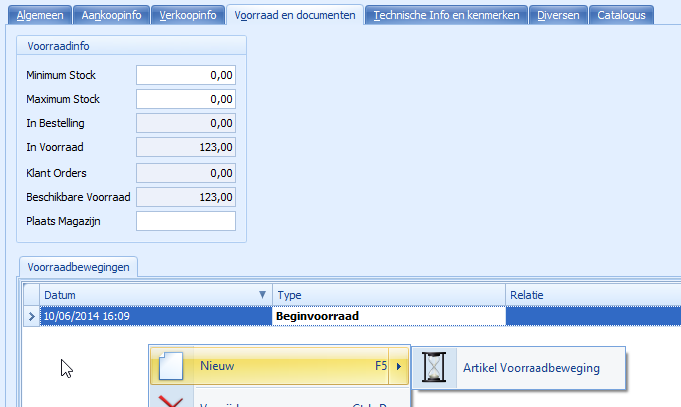 Algemeen Aankoopinfo Verkoopinfo Voorraad en documenten Technische Info en kenmerken Diversen Catalogus
Voorraadinfo
Minimum Stock 0,00
Maximum Stock 0,00
In Bestelling 0,00
In Voorraad 123,00
Klant Orders 0,00
Beschikbare Voorraad 123,00
Plaats Magazijn
Voorraadbewegingen
Datum Type Relatie
10/06/2014 16:09 Beginvoorraad
Nieuw F5 Artikel Voorraadbeweging